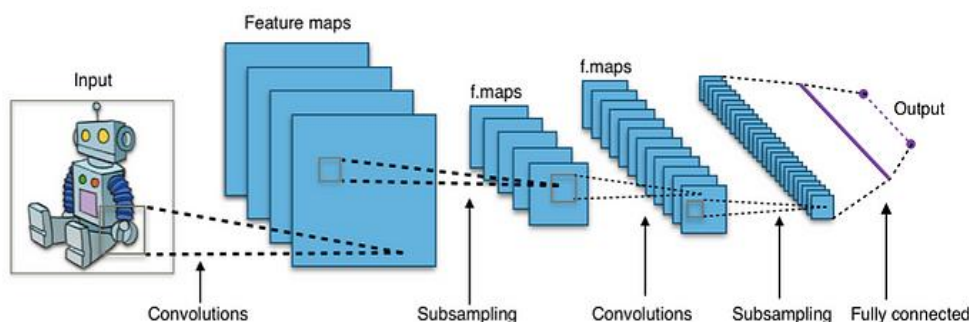 Feature maps
Input
f.maps
f.maps
Output
Convolutions
Subsampling
Convolutions
Subsampling
Fully connected